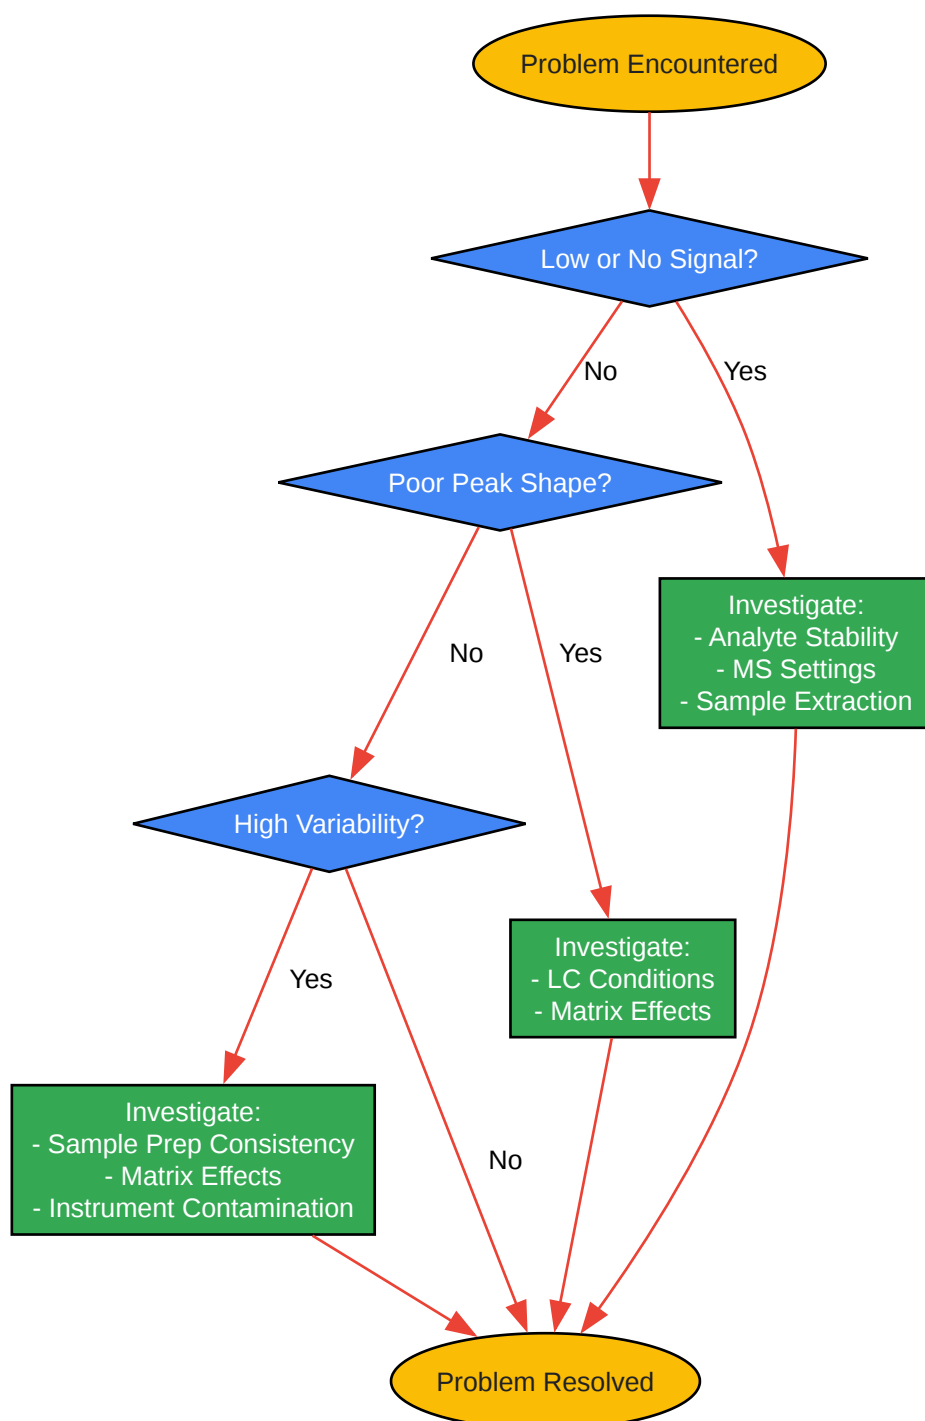 Problem Encountered
Low or No Signal?
No
Yes
Poor Peak Shape?
Investigate:
- Analyte Stability
- MS Settings
- Sample Extraction
No
Yes
High Variability?
Investigate:
- LC Conditions
- Matrix Effects
Yes
Investigate:
- Sample Prep Consistency
- Matrix Effects
- Instrument Contamination
No
Problem Resolved